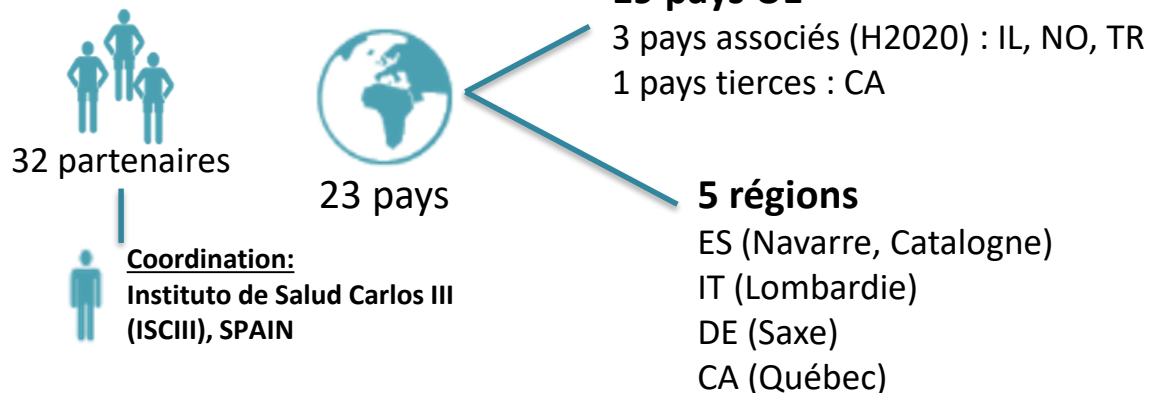 3 pays associés (H2020) : IL, NO, TR
1 pays tierces : CA
32 partenaires
23 pays
Coordination:
Instituto de Salud Carlos III
(ISCIII), SPAIN
5 régions
ES (Navarre, Catalogne)
IT (Lombardie)
DE (Saxe)
CA (Québec)